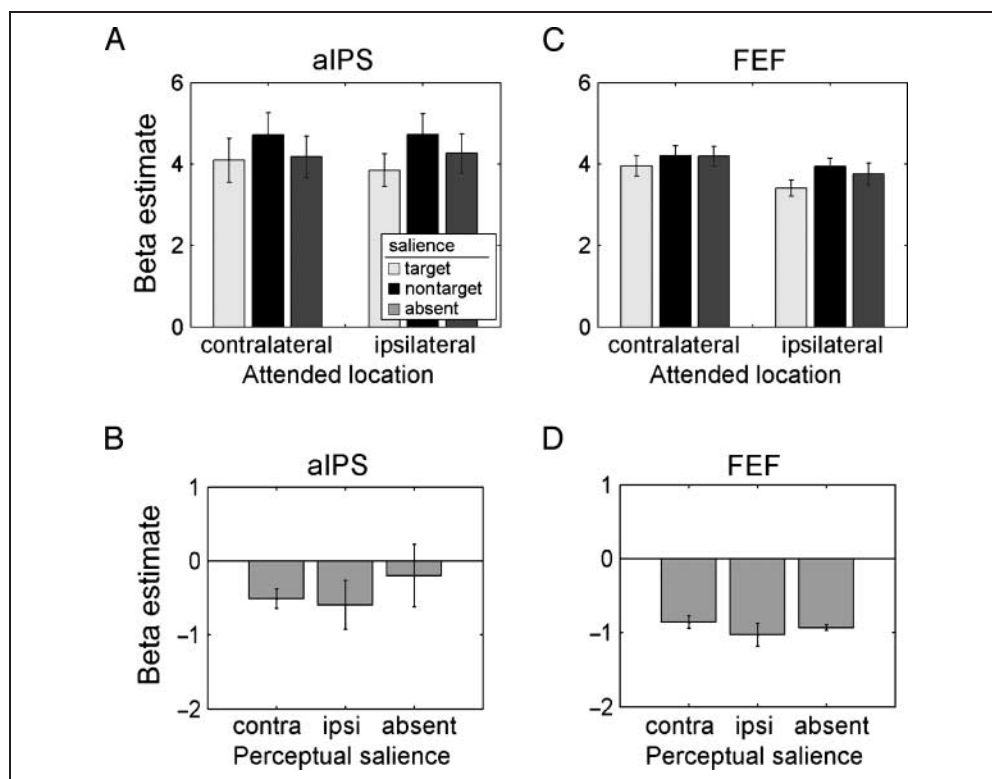 A
aIPS
6
4
2
0
Beta estimate
salience
target
nontarget
absent
contralateral
ipsilateral
Attended location
C
FEF
6
4
2
0
contralateral
ipsilateral
Attended location
B
aIPS
1
0
−1
−2
Beta estimate
contra
ipsi
absent
Perceptual salience
D
FEF
1
0
−1
−2
contra
ipsi
absent
Perceptual salience